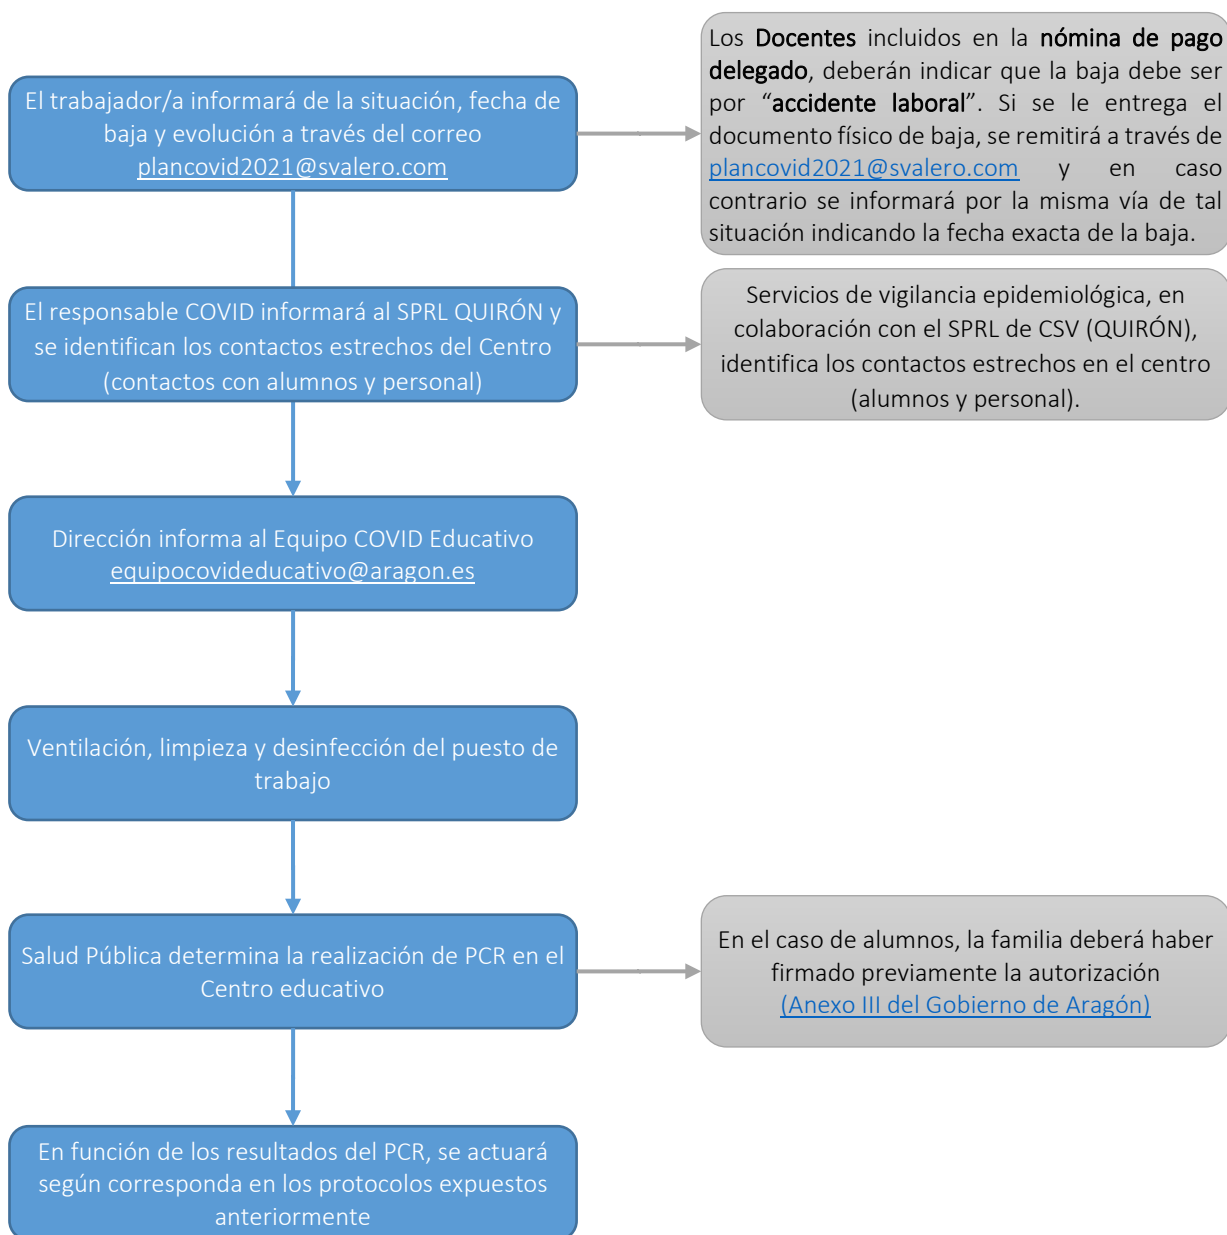 El trabajador/a informará de la situación, fecha de
baja y evolución a través del correo
plancovid2021@svalero.com
Los Docentes incluidos en la nómina de pago
delegado, deberán indicar que la baja debe ser
por “accidente laboral”. Si se le entrega el
documento físico de baja, se remitirá a través de
plancovid2021@svalero.com y en caso
contrario se informará por la misma vía de tal
situación indicando la fecha exacta de la baja.
El responsable COVID informará al SPRL QUIRÓN y
se identifican los contactos estrechos del Centro
(contactos con alumnos y personal)
Servicios de vigilancia epidemiológica, en
colaboración con el SPRL de CSV (QUIRÓN),
identifica los contactos estrechos en el centro
(alumnos y personal).
Dirección informa al Equipo COVID Educativo
equipocovideducativo@aragon.es
Ventilación, limpieza y desinfección del puesto de
trabajo
Salud Pública determina la realización de PCR en el
Centro educativo
En el caso de alumnos, la familia deberá haber
firmado previamente la autorización
(Anexo III del Gobierno de Aragón)
En función de los resultados del PCR, se actuará
según corresponda en los protocolos expuestos
anteriormente